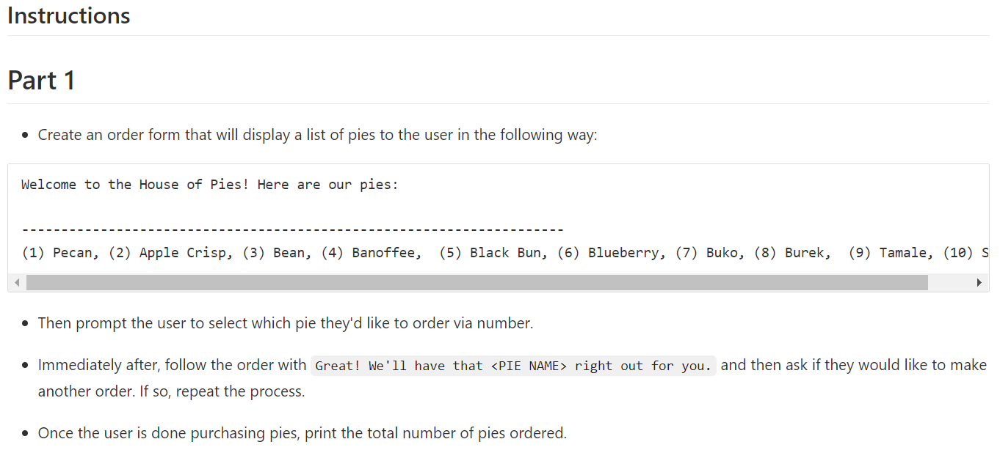 Instructions
Part 1
• Create an order form that will display a list of pies to the user in the following way:
Welcome to the House of Pies! Here are our pies:
---------------------------------------------------------------------
(1) Pecan, (2) Apple Crisp, (3) Bean, (4) Banoffee,  (5) Black Bun, (6) Blueberry, (7) Buko, (8) Burek,  (9) Tamale, (10) S
• Then prompt the user to select which pie they'd like to order via number.
• Immediately after, follow the order with Great! We'll have that <PIE NAME> right out for you. and then ask if they would like to make
another order. If so, repeat the process.
• Once the user is done purchasing pies, print the total number of pies ordered.